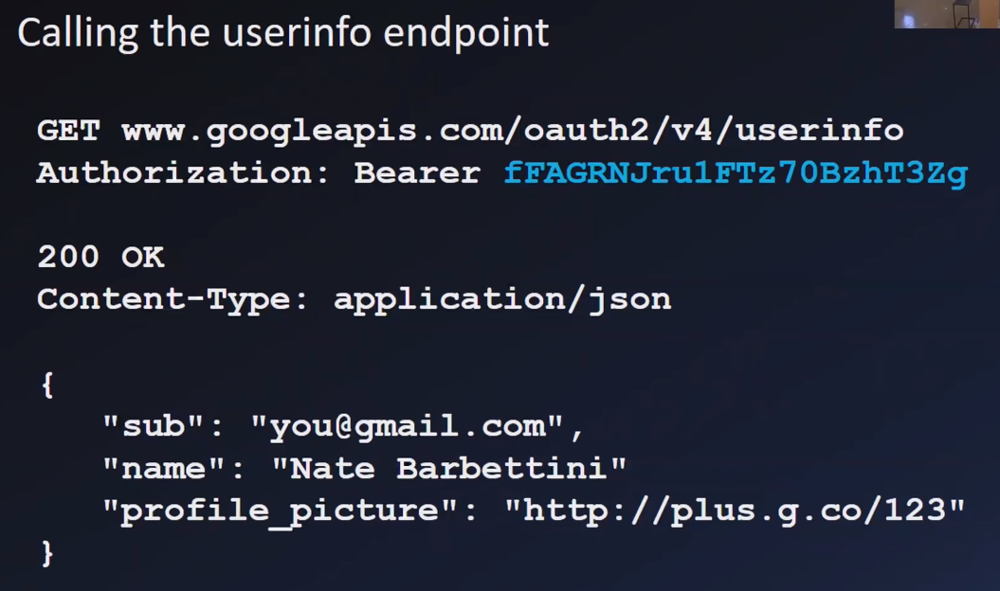 Calling the userinfo endpoint
GET www.googleapis.com/oauth2/v4/userinfo
Authorization: Bearer fFAGRNJru1FTz70BzhT3Zg
200 OK
Content-Type: application/json
{
"sub": "you@gmail.com",
"name": "Nate Barbettini"
"profile_picture": "http://plus.g.co/123"
}